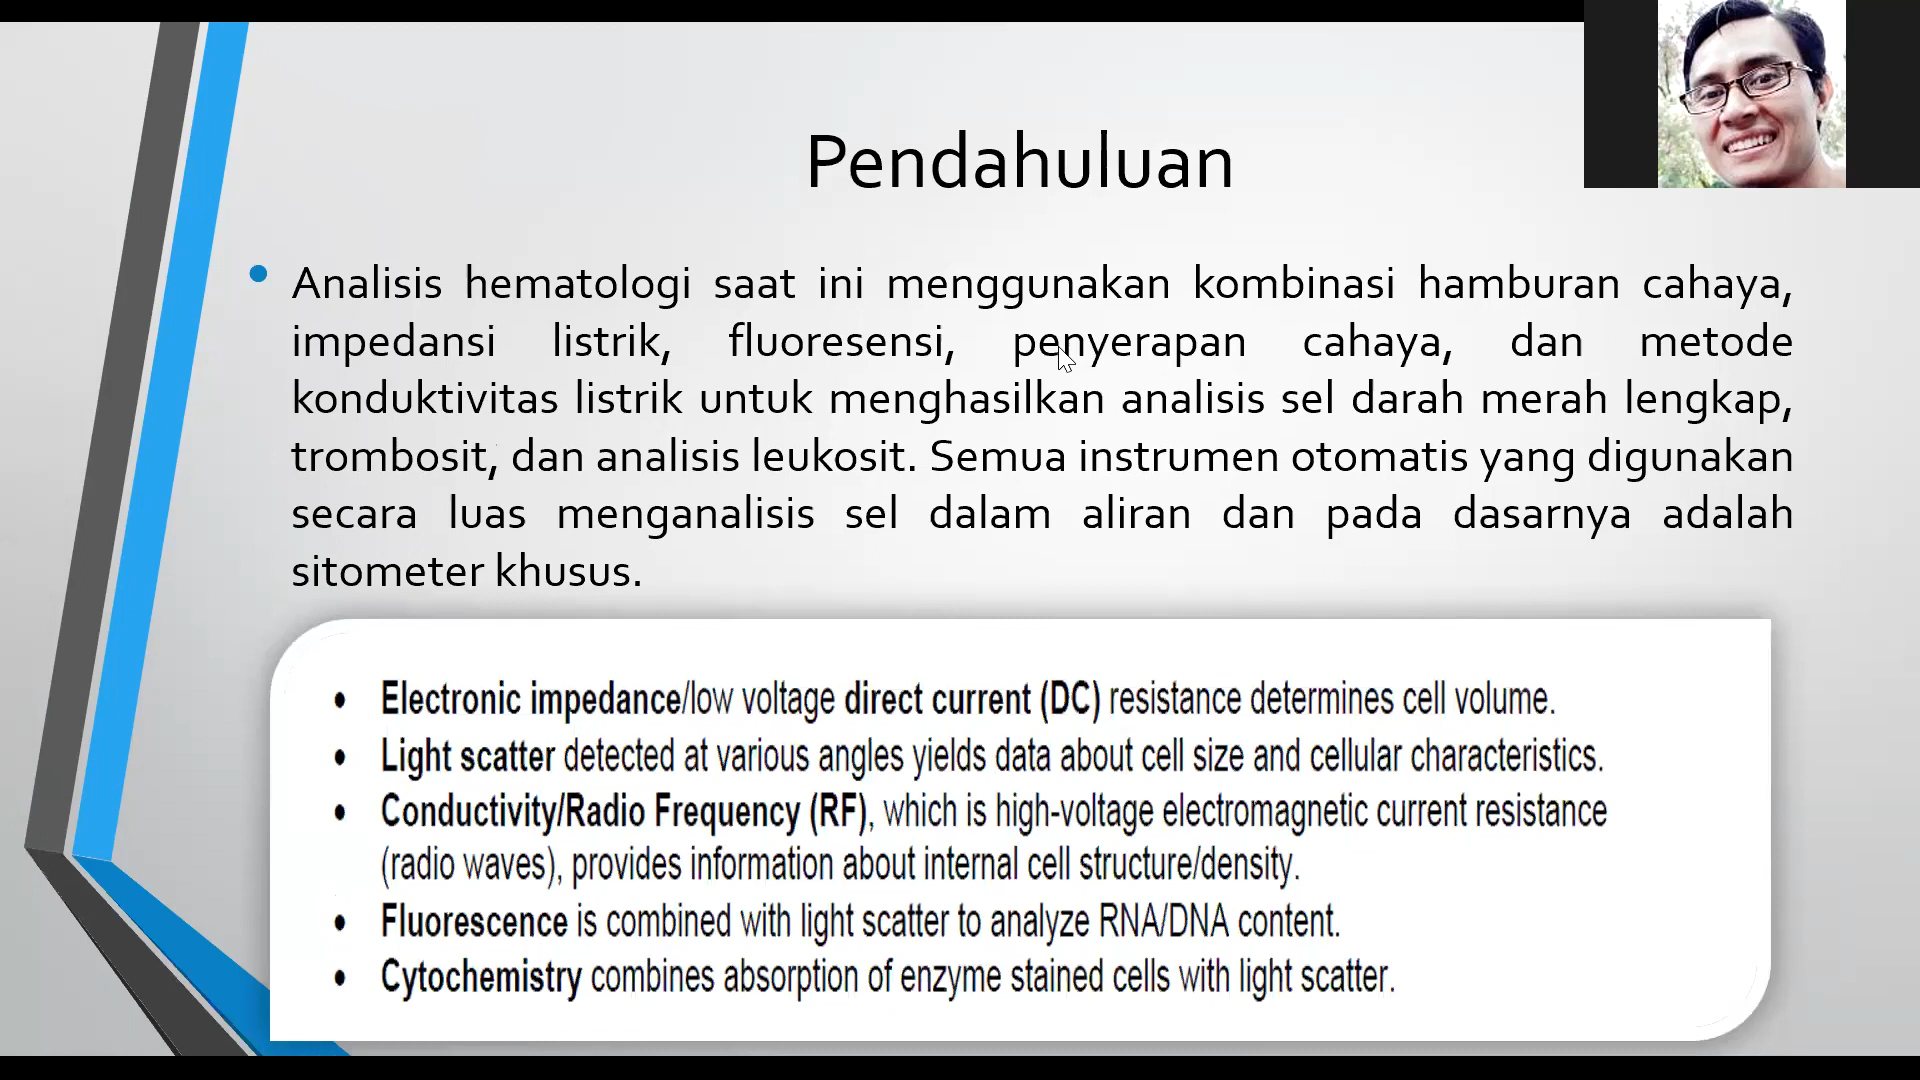 Pendahuluan
• Analisis hematologi saat ini menggunakan kombinasi hamburan cahaya,
impedansi listrik, fluoresensi, penyerapan cahaya, dan metode
konduktivitas listrik untuk menghasilkan analisis sel darah merah lengkap,
trombosit, dan analisis leukosit. Semua instrumen otomatis yang digunakan
secara luas menganalisis sel dalam aliran dan pada dasarnya adalah
sitometer khusus.
• Electronic impedance/low voltage direct current (DC) resistance determines cell volume.
• Light scatter detected at various angles yields data about cell size and cellular characteristics.
• Conductivity/Radio Frequency (RF), which is high-voltage electromagnetic current resistance
(radio waves), provides information about internal cell structure/density.
• Fluorescence is combined with light scatter to analyze RNA/DNA content.
• Cytochemistry combines absorption of enzyme stained cells with light scatter.